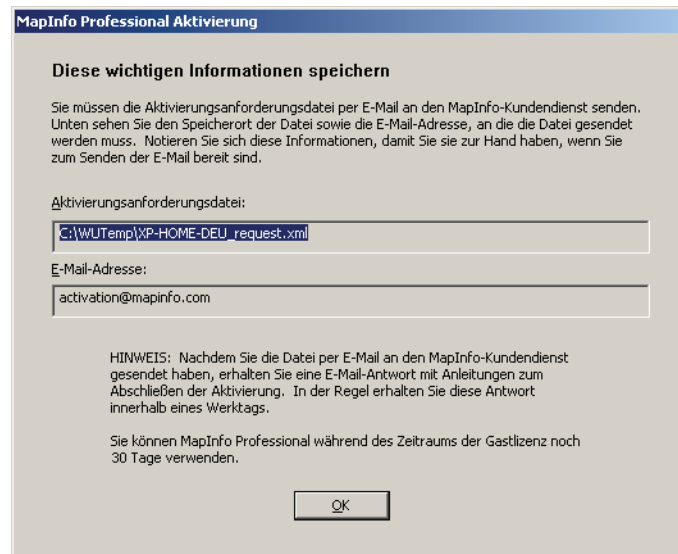 MapInfo Professional Aktivierung
Diese wichtigen Informationen speichern
Sie müssen die Aktivierungsanforderungsdatei per E-Mail an den MapInfo-Kundendienst senden.
Unten sehen Sie den Speicherort der Datei sowie die E-Mail-Adresse, an die die Datei gesendet
werden muss. Notieren Sie sich diese Informationen, damit Sie sie zur Hand haben, wenn Sie
zum Senden der E-Mail bereit sind.
Aktivierungsanforderungsdatei:
C:\WUTemp\XP-HOME-DEU_request.xml
E-Mail-Adresse:
activation@mapinfo.com
HINWEIS: Nachdem Sie die Datei per E-Mail an den MapInfo-Kundendienst
gesendet haben, erhalten Sie eine E-Mail-Antwort mit Anleitungen zum
Abschließen der Aktivierung. In der Regel erhalten Sie diese Antwort
innerhalb eines Werktags.
Sie können MapInfo Professional während des Zeitraums der Gastlizenz noch
30 Tage verwenden.
OK